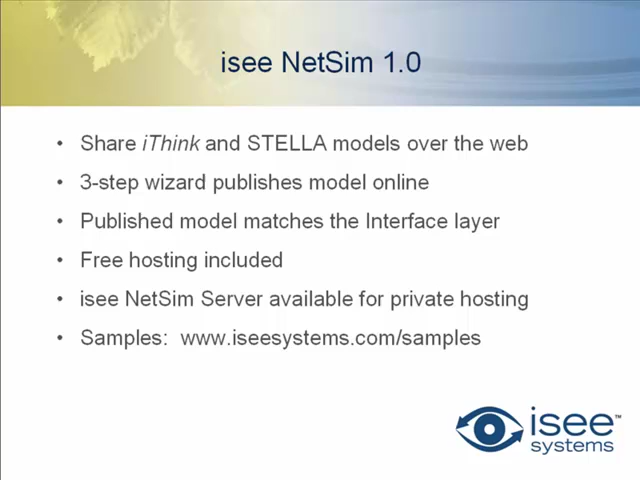 isee NetSim 1.0
• Share iThink and STELLA models over the web
• 3-step wizard publishes model online
• Published model matches the Interface layer
• Free hosting included
• isee NetSim Server available for private hosting
• Samples: www.iseesystems.com/samples
isee™
systems